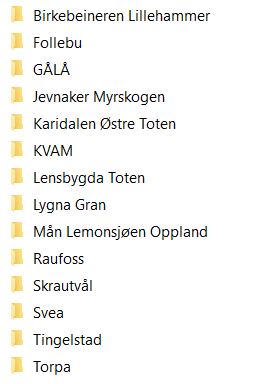 Birkebeineren Lillehammer
Follebu
GÅLÅ
Jevnaker Myrskogen
Karidalen Østre Toten
KVAM
Lensbygda Toten
Lygna Gran
Mån Lemonsjøen Oppland
Raufoss
Skrautvål
Svea
Tingelstad
Torpa